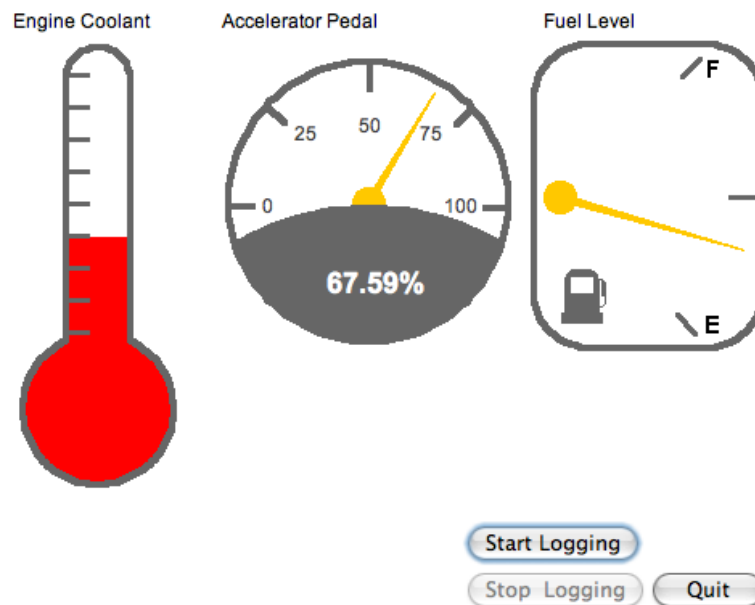 Engine Coolant
Accelerator Pedal
Fuel Level
0
25
50
75
100
67.59%
F
E
Start Logging
Stop Logging
Quit